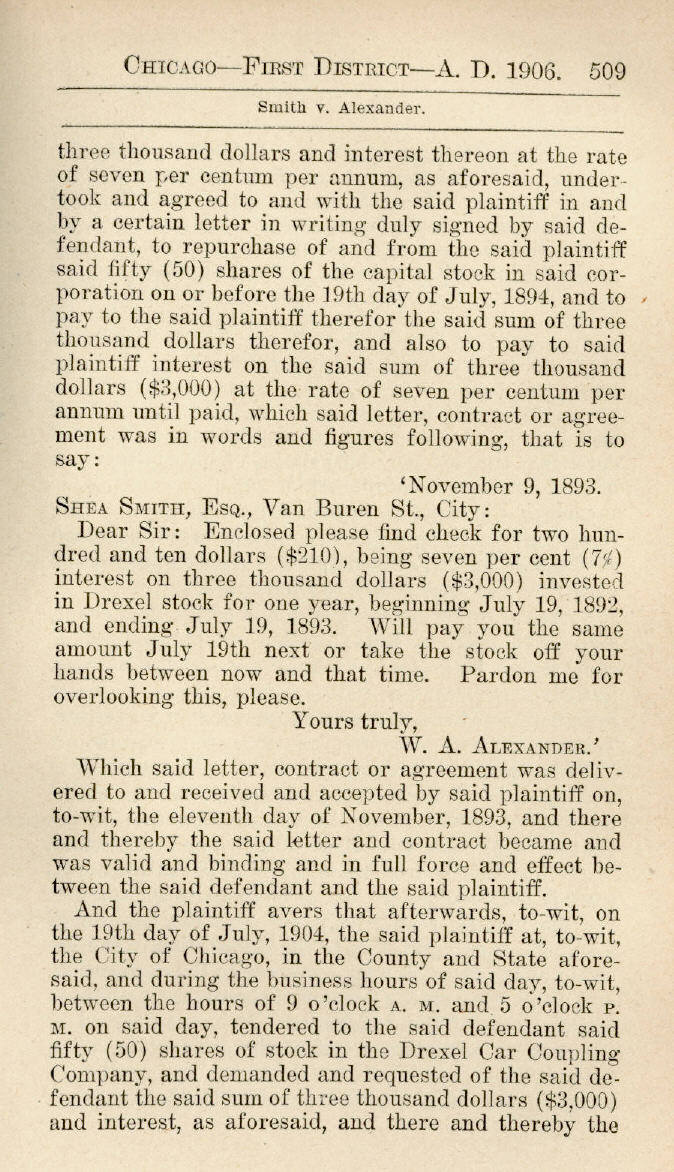 CHICAGO—FIRST DISTRICT—A. D. 1906. 509
Smith v. Alexander.
three thousand dollars and interest thereon at the rate
of seven per centum per annum, as aforesaid, under-
took and agreed to and with the said plaintiff in and
by a certain letter in writing duly signed by said de-
fendant, to repurchase of and from the said plaintiff
said fifty (50) shares of the capital stock in said cor-
poration on or before the 19th day of July, 1894, and to
pay to the said plaintiff therefor the said sum of three
thousand dollars therefor, and also to pay to said
plaintiff interest on the said sum of three thousand
dollars ($3,000) at the rate of seven per centum per
annum until paid, which said letter, contract or agree-
ment was in words and figures following, that is to
say:
‘November 9, 1893.
SHEA SMITH, ESQ., Van Buren St., City:
Dear Sir: Enclosed please find check for two hun-
dred and ten dollars ($210), being seven per cent (7%)
interest on three thousand dollars ($3,000) invested
in Drexel stock for one year, beginning July 19, 1892,
and ending July 19, 1893. Will pay you the same
amount July 19th next or take the stock off your
hands between now and that time. Pardon me for
overlooking this, please.
Yours truly,
W. A. ALEXANDER.’
Which said letter, contract or agreement was deliv-
ered to and received and accepted by said plaintiff on,
to-wit, the eleventh day of November, 1893, and there
and thereby the said letter and contract became and
was valid and binding and in full force and effect be-
tween the said defendant and the said plaintiff.
And the plaintiff avers that afterwards, to-wit, on
the 19th day of July, 1904, the said plaintiff at, to-wit,
the City of Chicago, in the County and State afore-
said, and during the business hours of said day, to-wit,
between the hours of 9 o’clock A. M. and 5 o’clock P.
M. on said day, tendered to the said defendant said
fifty (50) shares of stock in the Drexel Car Coupling
Company, and demanded and requested of the said de-
fendant the said sum of three thousand dollars ($3,000)
and interest, as aforesaid, and there and thereby the